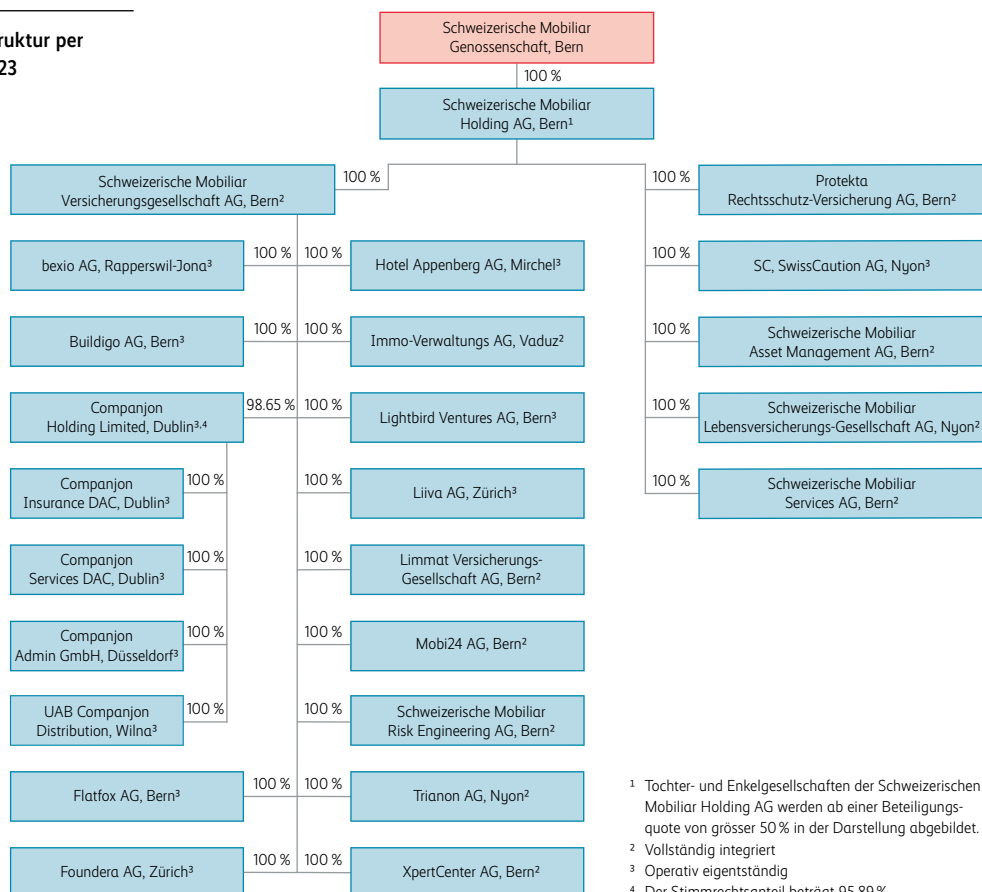 ruktur per
23
Schweizerische Mobiliar
Genossenschaft, Bern
100 %
Schweizerische Mobiliar
Holding AG, Bern¹
100 %
Schweizerische Mobiliar
Versicherungsgesellschaft AG, Bern²
100 %
Protekta
Rechtsschutz-Versicherung AG, Bern²
bexio AG, Rapperswil-Jona³
100 %
100 %
Hotel Appenberg AG, Mirchel³
100 %
SC, SwissCaution AG, Nyon³
Buildigo AG, Bern³
100 %
100 %
Immo-Verwaltungs AG, Vaduz²
100 %
Schweizerische Mobiliar
Asset Management AG, Bern²
Companjon
Holding Limited, Dublin³,⁴
98.65 %
100 %
Lightbird Ventures AG, Bern³
100 %
Schweizerische Mobiliar
Lebensversicherungs-Gesellschaft AG, Nyon²
Companjon
Insurance DAC, Dublin³
100 %
100 %
Liiva AG, Zürich³
100 %
Schweizerische Mobiliar
Services AG, Bern²
Companjon
Services DAC, Dublin³
100 %
100 %
Limmat Versicherungs-
Gesellschaft AG, Bern²
Companjon
Admin GmbH, Düsseldorf³
100 %
100 %
Mobi24 AG, Bern²
UAB Companjon
Distribution, Wilna³
100 %
100 %
Schweizerische Mobiliar
Risk Engineering AG, Bern²
Flatfox AG, Bern³
100 %
100 %
Trianon AG, Nyon²
Foundera AG, Zürich³
100 %
100 %
XpertCenter AG, Bern²
¹ Tochter- und Enkelgesellschaften der Schweizerischen
Mobiliar Holding AG werden ab einer Beteiligungs-
quote von grösser 50 % in der Darstellung abgebildet.
² Vollständig integriert
³ Operativ eigenständig
⁴ Der Stimmrechtsanteil beträgt 95.89 %